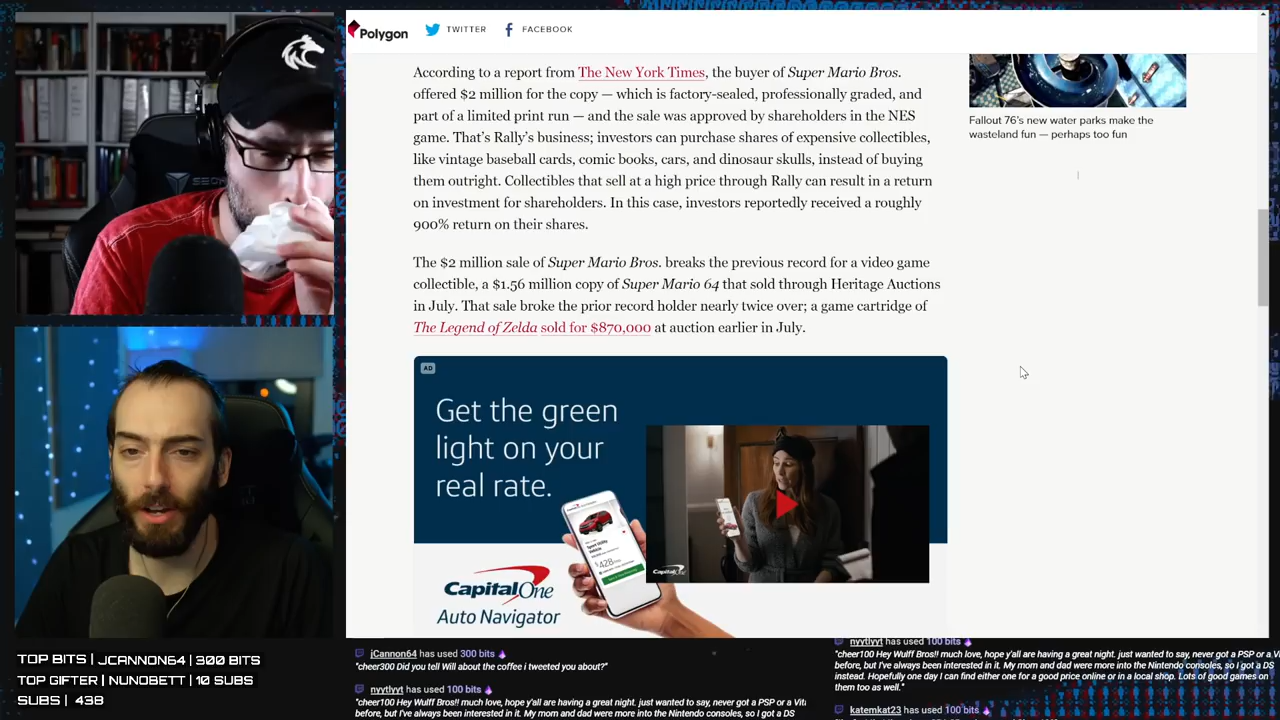 Polygon
TWITTER
FACEBOOK
According to a report from The New York Times, the buyer of Super Mario Bros.
offered $2 million for the copy — which is factory-sealed, professionally graded, and
part of a limited print run — and the sale was approved by shareholders in the NES
game. That's Rally's business; investors can purchase shares of expensive collectibles,
like vintage baseball cards, comic books, cars, and dinosaur skulls, instead of buying
them outright. Collectibles that sell at a high price through Rally can result in a return
on investment for shareholders. In this case, investors reportedly received a roughly
900% return on their shares.
The $2 million sale of Super Mario Bros. breaks the previous record for a video game
collectible, a $1.56 million copy of Super Mario 64 that sold through Heritage Auctions
in July. That sale broke the prior record holder nearly twice over; a game cartridge of
The Legend of Zelda sold for $870,000 at auction earlier in July.
Fallout 76's new water parks make the
wasteland fun — perhaps too fun
AD
Get the green
light on your
real rate.
Capital One
Auto Navigator
Capital One
TOP BITS | JCANNON64 | 300 BITS
TOP GIFTER | NUNOBETT | 10 SUBS
SUBS | 438
jCannon64 has used 300 bits
"cheer300 Did you tell Will about the coffee i tweeted you about?"
nyytlyyt has used 100 bits
"cheer100 Hey Wulff Bros!! much love, hope y'all are having a great night. just wanted to say, never got a PSP or Vit
before, but I've always been interested in it. My mom and dad were more into the Nintendo consoles, so I got a DS
nyytlyyt has used 100 bits
"cheer100 Hey Wulff Bros!! much love, hope y'all are having a great night. just wanted to say, never got a PSP or a Vi
before, but I've always been interested in it. My mom and dad were more into the Nintendo consoles, so I got a DS
instead. Hopefully one day I can find either one for a good price online or in a local shop. Lots of good games on
them too as well."
katemkat23 has used 100 bits